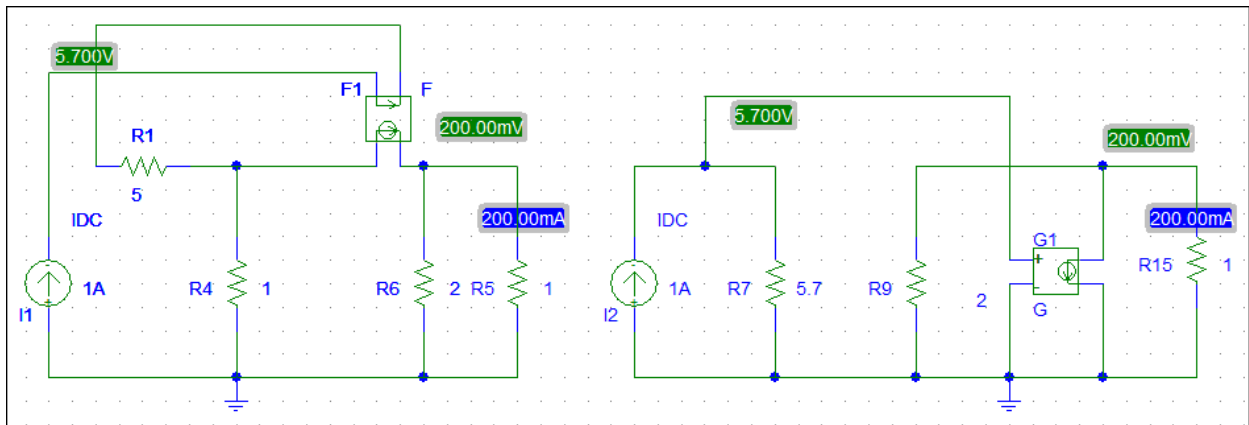 5.700V
F1 F
200.00mV
R1
5
IDC
200.00mA
1A
R4 1
R6 2
R5 1
I1
5.700V
200.00mV
IDC
200.00mA
G1
+
-
R15 1
1A
R7 5.7
R9 2
G
I2